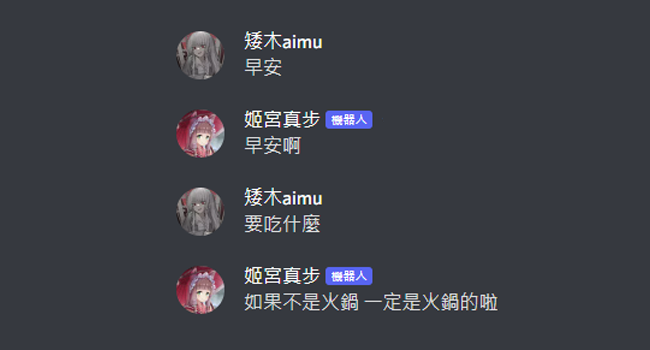 矮木aimu
早安
姬宮真步 機器人
早安啊
矮木aimu
要吃什麼
姬宮真步 機器人
如果不是火鍋 一定是火鍋的啦